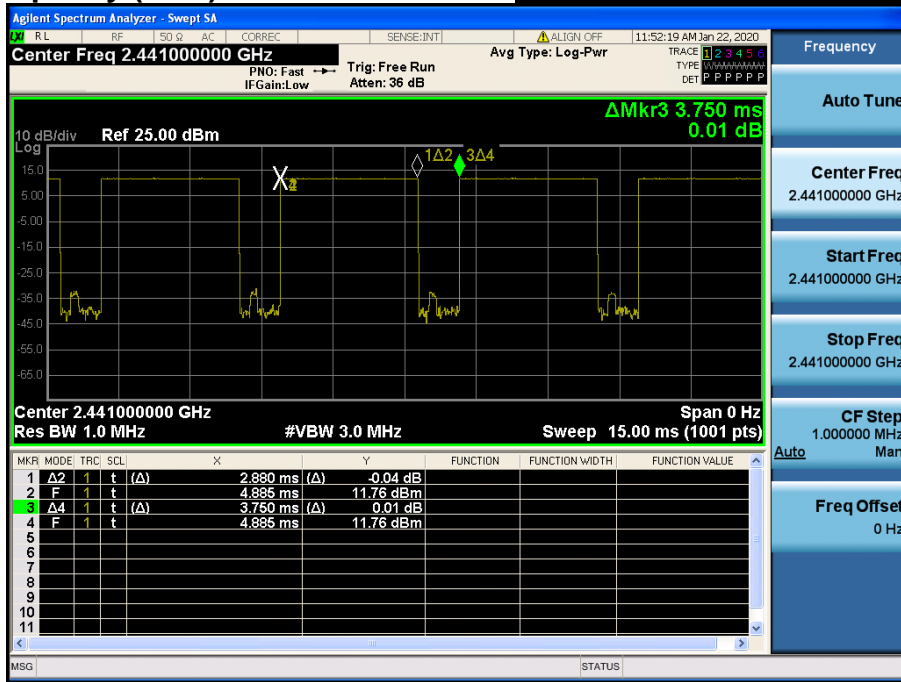 Agilent Spectrum Analyzer - Swept SA
LXI RL RF 50 Ω AC CORREC SENSE:INT ALIGN OFF 11:52:19 AM Jan 22, 2020
Center Freq 2.441000000 GHz
PNO: Fast
IFGain:Low
Trig: Free Run
Atten: 36 dB
Avg Type: Log-Pwr
TRACE 1 2 3 4 5 6
TYPE
DET P P P P P P
ΔMkr3 3.750 ms
0.01 dB
10 dB/div Ref 25.00 dBm
Log
15.0
5.00
-5.00
-15.0
-25.0
-35.0
-45.0
-55.0
-65.0
1Δ2
3Δ4
Center 2.441000000 GHz Span 0 Hz
Res BW 1.0 MHz #VBW 3.0 MHz Sweep 15.00 ms (1001 pts)
MKR MODE TRC SCL X Y FUNCTION FUNCTION WIDTH FUNCTION VALUE
1 Δ2 1 t (Δ) 2.880 ms (Δ) -0.04 dB
2 F 1 t 4.885 ms 11.76 dBm
3 Δ4 1 t (Δ) 3.750 ms (Δ) 0.01 dB
4 F 1 t 4.885 ms 11.76 dBm
5
6
7
8
9
10
11
MSG STATUS
Frequency
Auto Tune
Center Freq
2.441000000 GHz
Start Freq
2.441000000 GHz
Stop Freq
2.441000000 GHz
CF Step
1.000000 MHz
Auto Man
Freq Offset
0 Hz